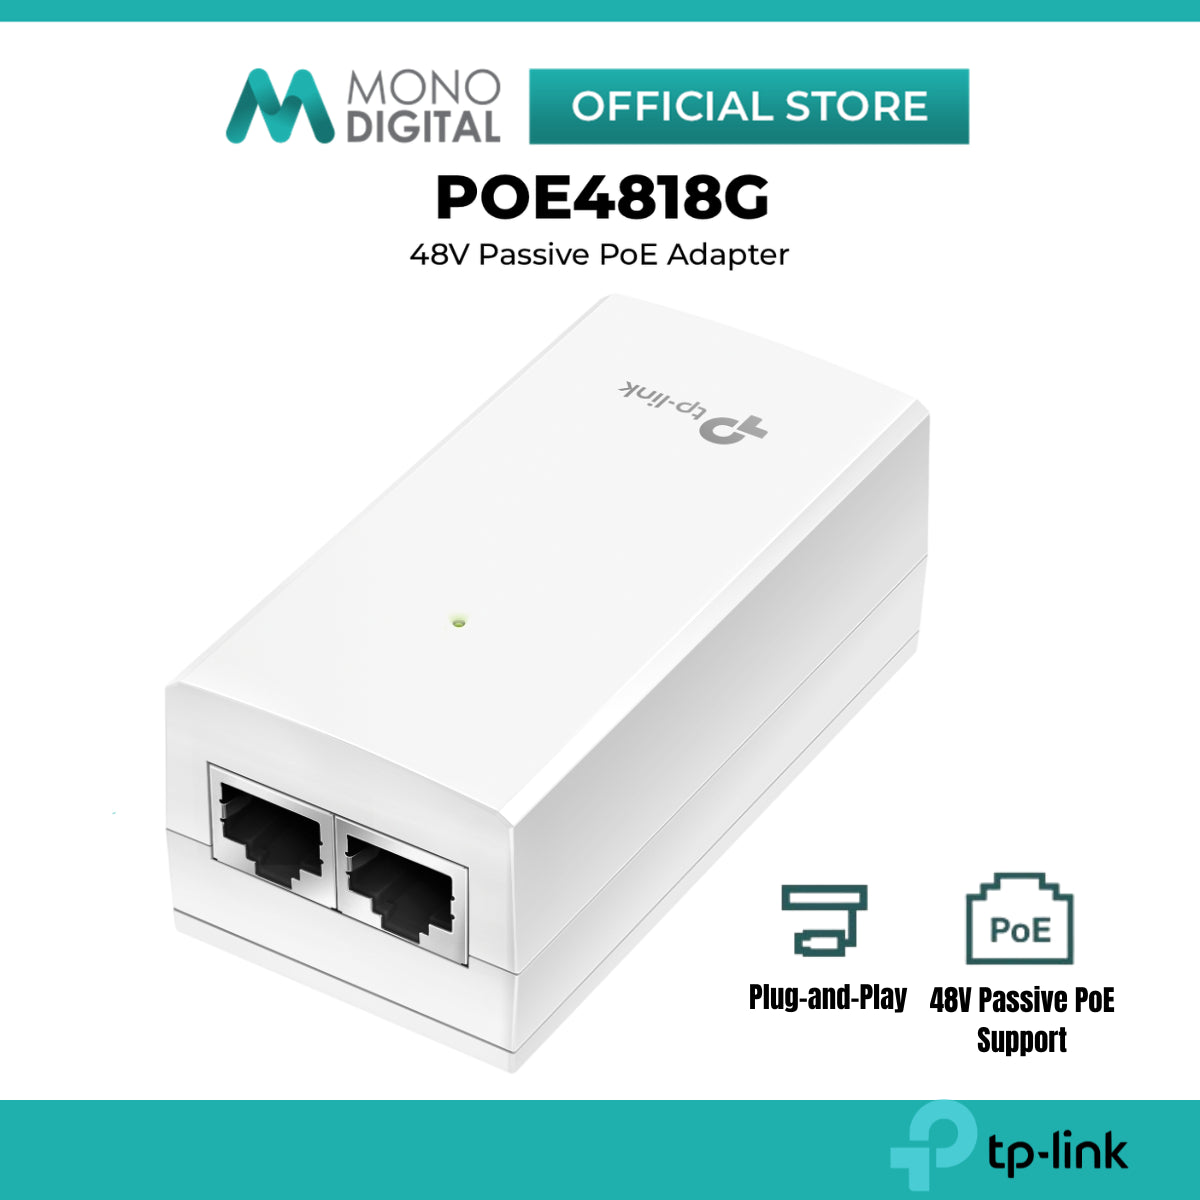 MONO
DIGITAL
OFFICIAL STORE
POE4818G
48V Passive PoE Adapter
tp-link
PoE
Plug-and-Play
48V Passive PoE
Support
tp-link